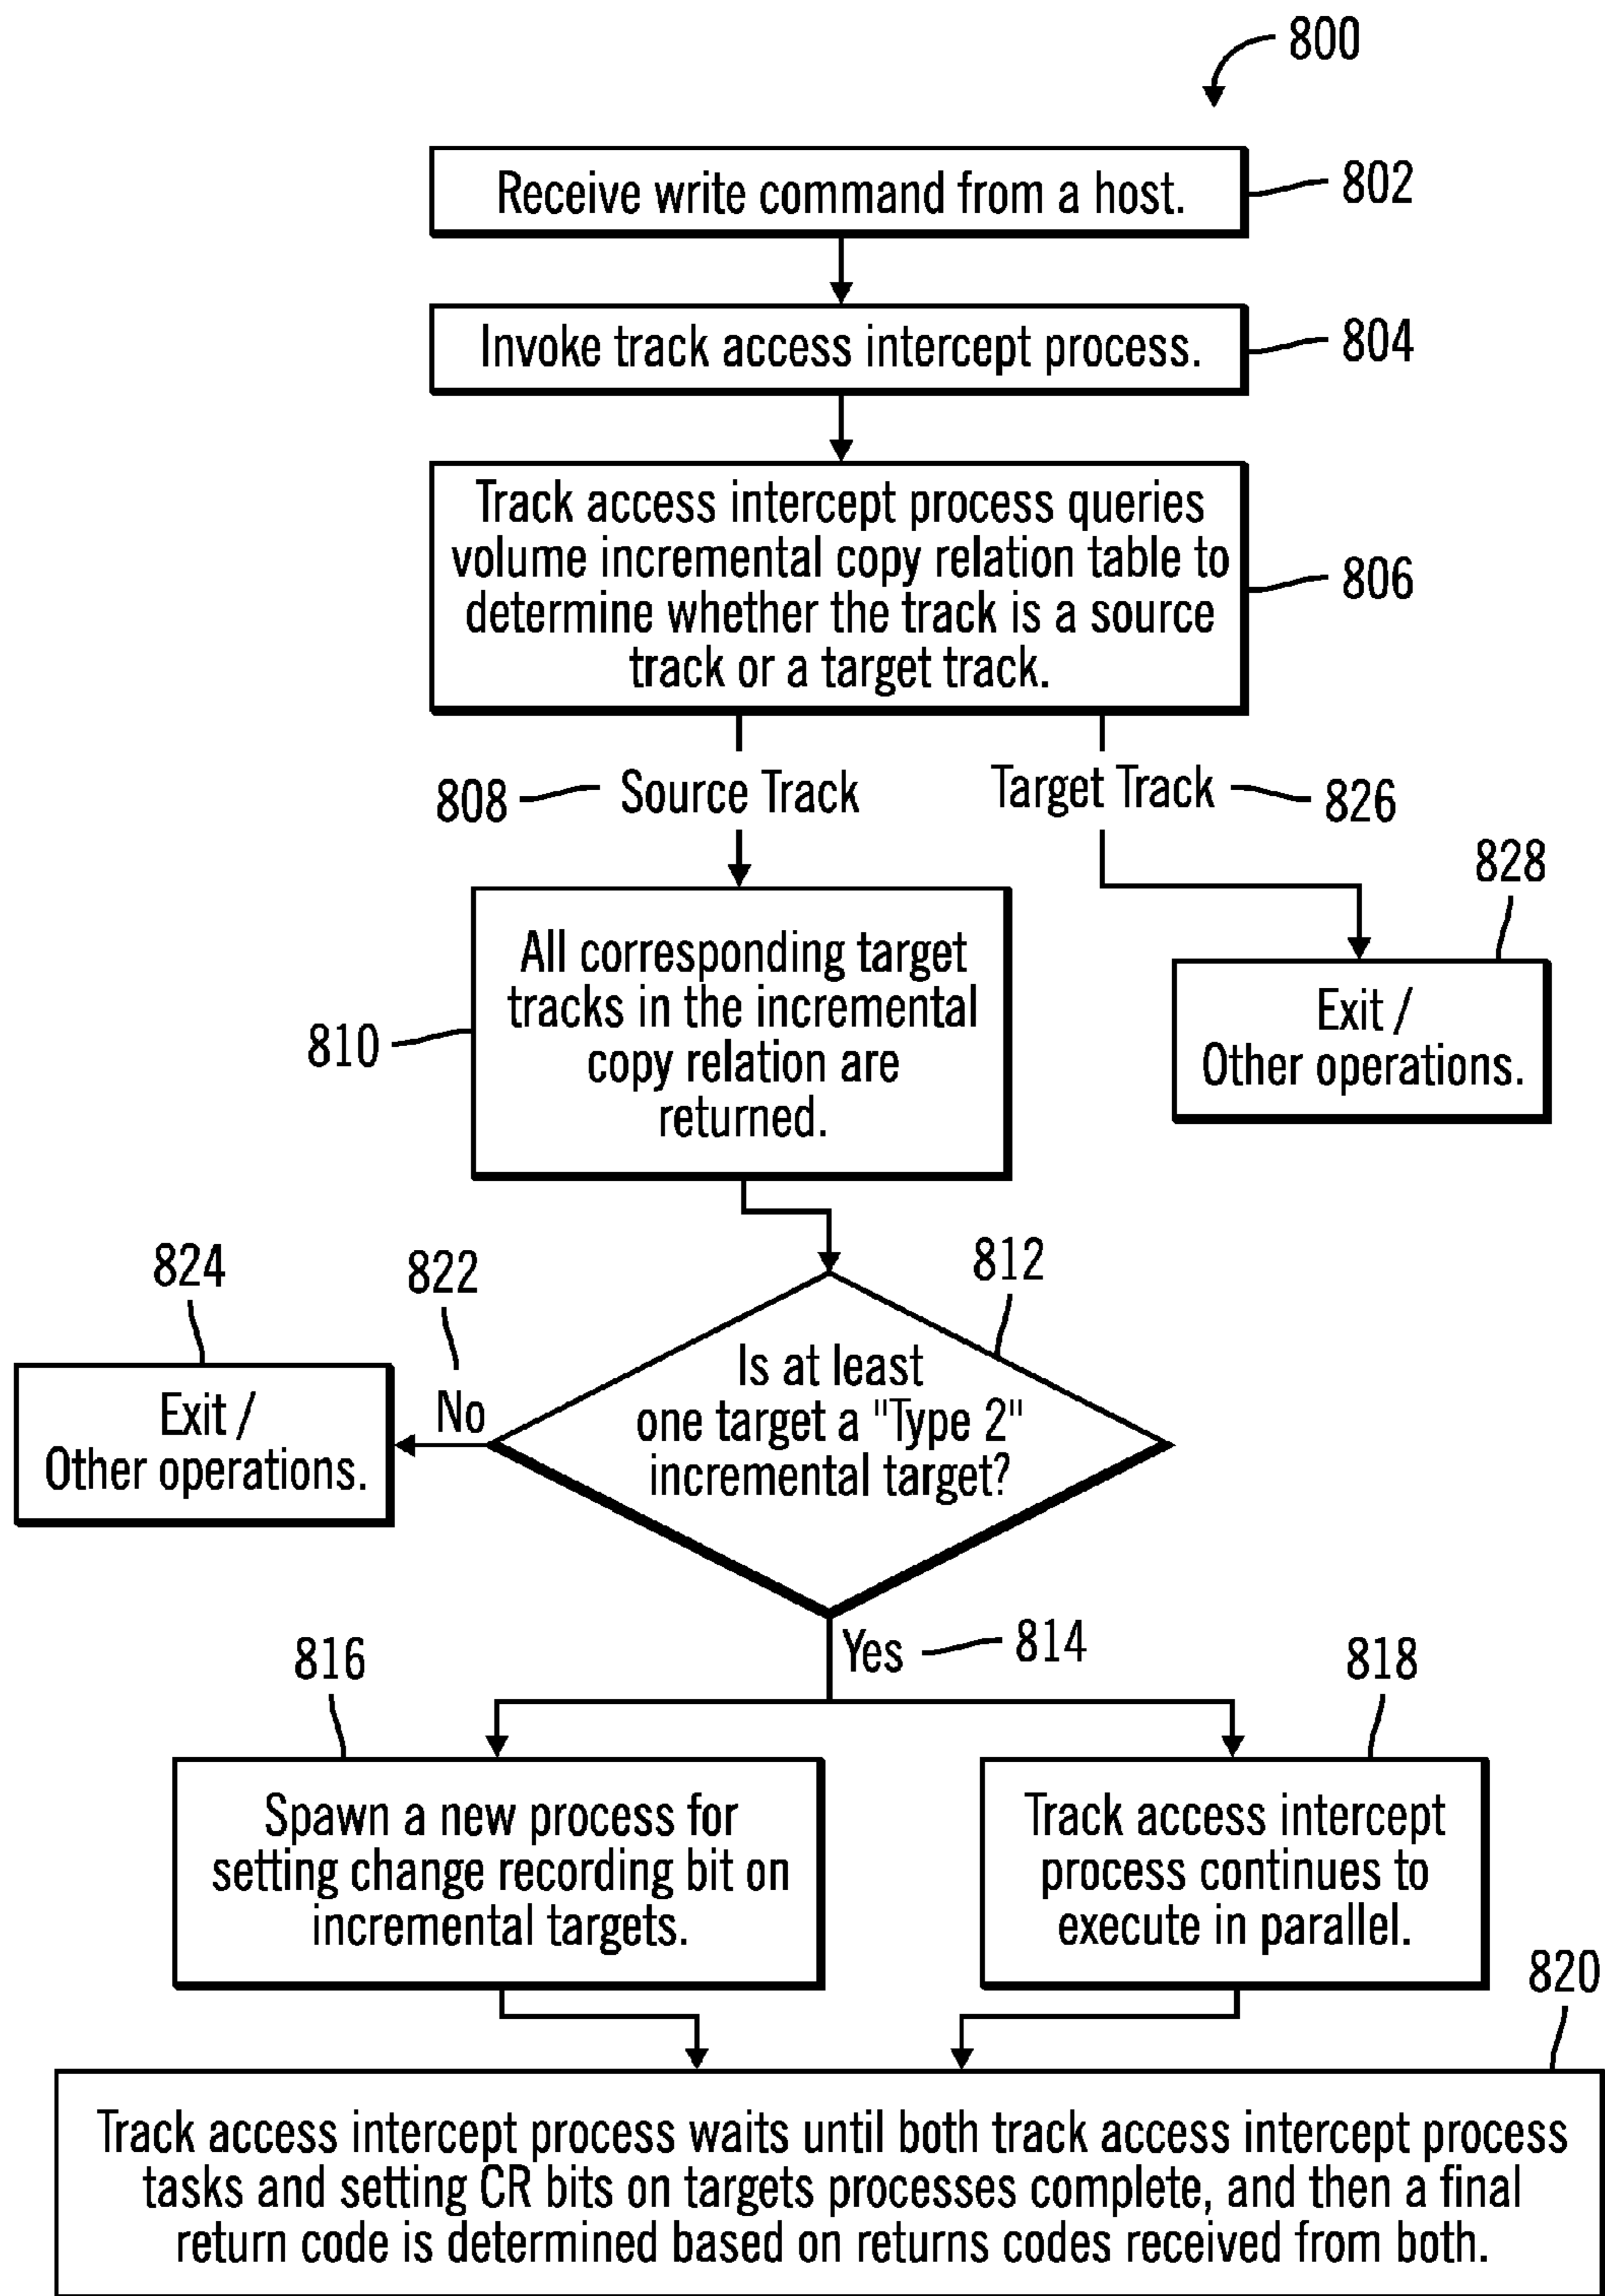 800
Receive write command from a host.
802
Invoke track access intercept process.
804
Track access intercept process queries
volume incremental copy relation table to
determine whether the track is a source
track or a target track.
806
808
Source Track
Target Track
826
828
All corresponding target
tracks in the incremental
copy relation are
returned.
810
Exit /
Other operations.
824
822
812
Is at least
one target a "Type 2"
incremental target?
No
Exit /
Other operations.
Yes
814
816
818
Spawn a new process for
setting change recording bit on
incremental targets.
Track access intercept
process continues to
execute in parallel.
820
Track access intercept process waits until both track access intercept process
tasks and setting CR bits on targets processes complete, and then a final
return code is determined based on returns codes received from both.